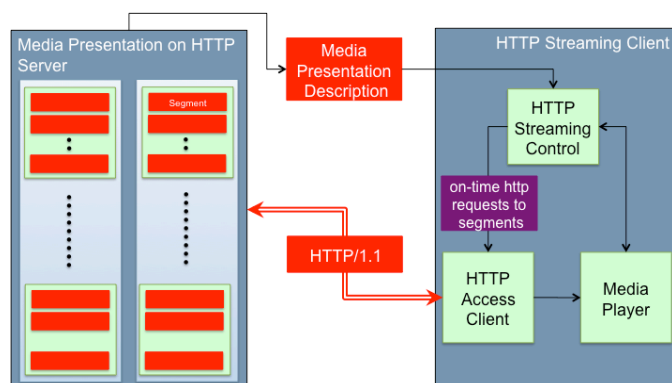 Media Presentation on HTTP
Server
Segment
Media
Presentation
Description
HTTP Streaming Client
HTTP
Streaming
Control
on-time http
requests to
segments
HTTP/1.1
HTTP
Access
Client
Media
Player